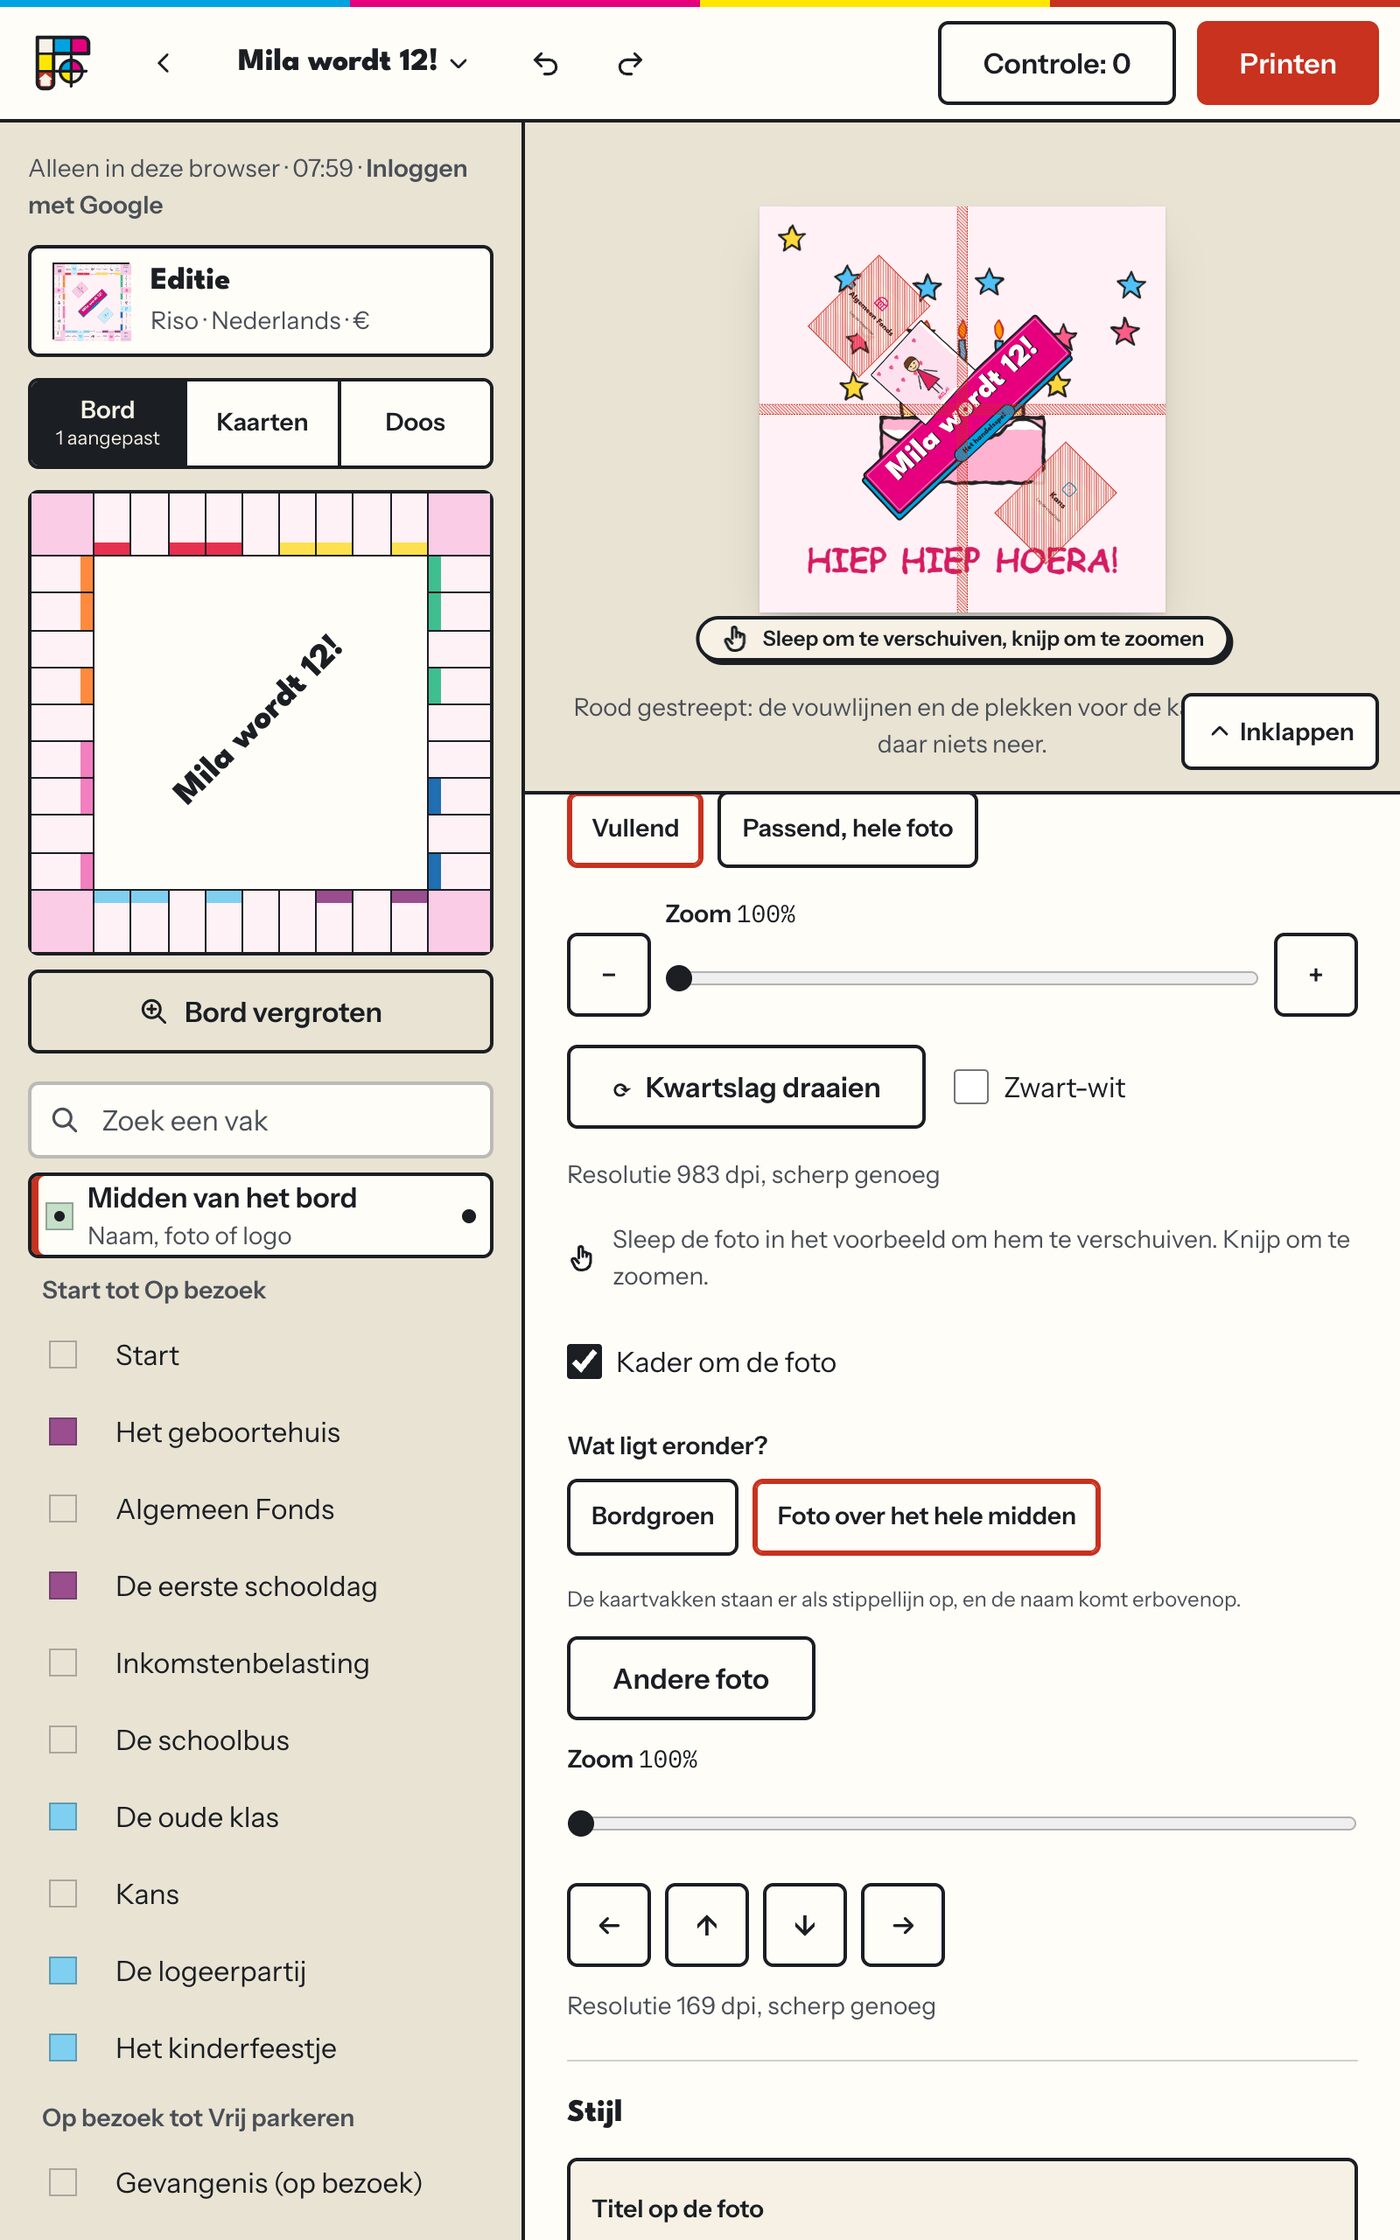 Mila wordt 12!
Controle: 0
Printen
Alleen in deze browser · 07:59 · Inloggen
met Google
Editie
Riso · Nederlands · €
Bord
1 aangepast
Kaarten
Doos
Mila wordt 12!
Bord vergroten
Zoek een vak
Midden van het bord
Naam, foto of logo
Start tot Op bezoek
Start
Het geboortehuis
Algemeen Fonds
De eerste schooldag
Inkomstenbelasting
De schoolbus
De oude klas
Kans
De logeerpartij
Het kinderfeestje
Op bezoek tot Vrij parkeren
Gevangenis (op bezoek)
Algemeen Fonds
Mila wordt 12!
Het handelsspel
Kans
HIEP HIEP HOERA!
Sleep om te verschuiven, knijp om te zoomen
Rood gestreept: de vouwlijnen en de plekken voor de
daar niets neer.
Inklappen
Vullend
Passend, hele foto
Zoom 100%
−
+
Kwartslag draaien
Zwart-wit
Resolutie 983 dpi, scherp genoeg
Sleep de foto in het voorbeeld om hem te verschuiven. Knijp om te
zoomen.
Kader om de foto
Wat ligt eronder?
Bordgroen
Foto over het hele midden
De kaartvakken staan er als stippellijn op, en de naam komt erbovenop.
Andere foto
Zoom 100%
Resolutie 169 dpi, scherp genoeg
Stijl
Titel op de foto